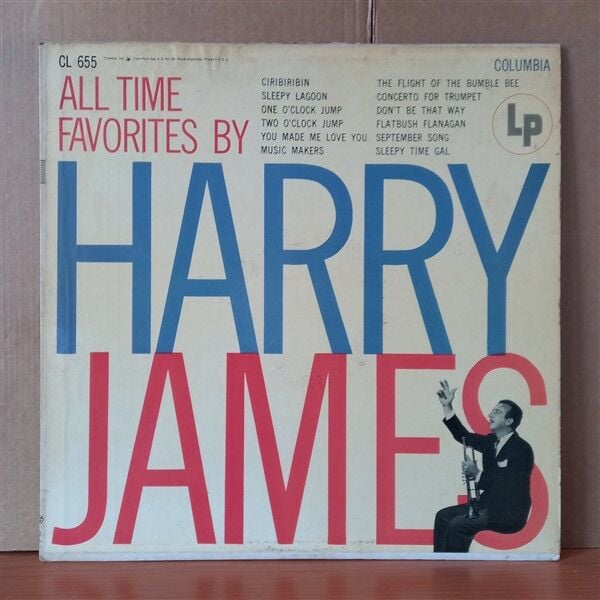 CL 655
COLUMBIA
ALL TIME
FAVORITES BY
CIRIBIRIBIN
SLEEPY LAGOON
ONE O'CLOCK JUMP
TWO O'CLOCK JUMP
YOU MADE ME LOVE YOU
MUSIC MAKERS
THE FLIGHT OF THE BUMBLE BEE
CONCERTO FOR TRUMPET
DON'T BE THAT WAY
FLATBUSH FLANAGAN
SEPTEMBER SONG
SLEEPY TIME GAL
LP
HARRY
JAMES